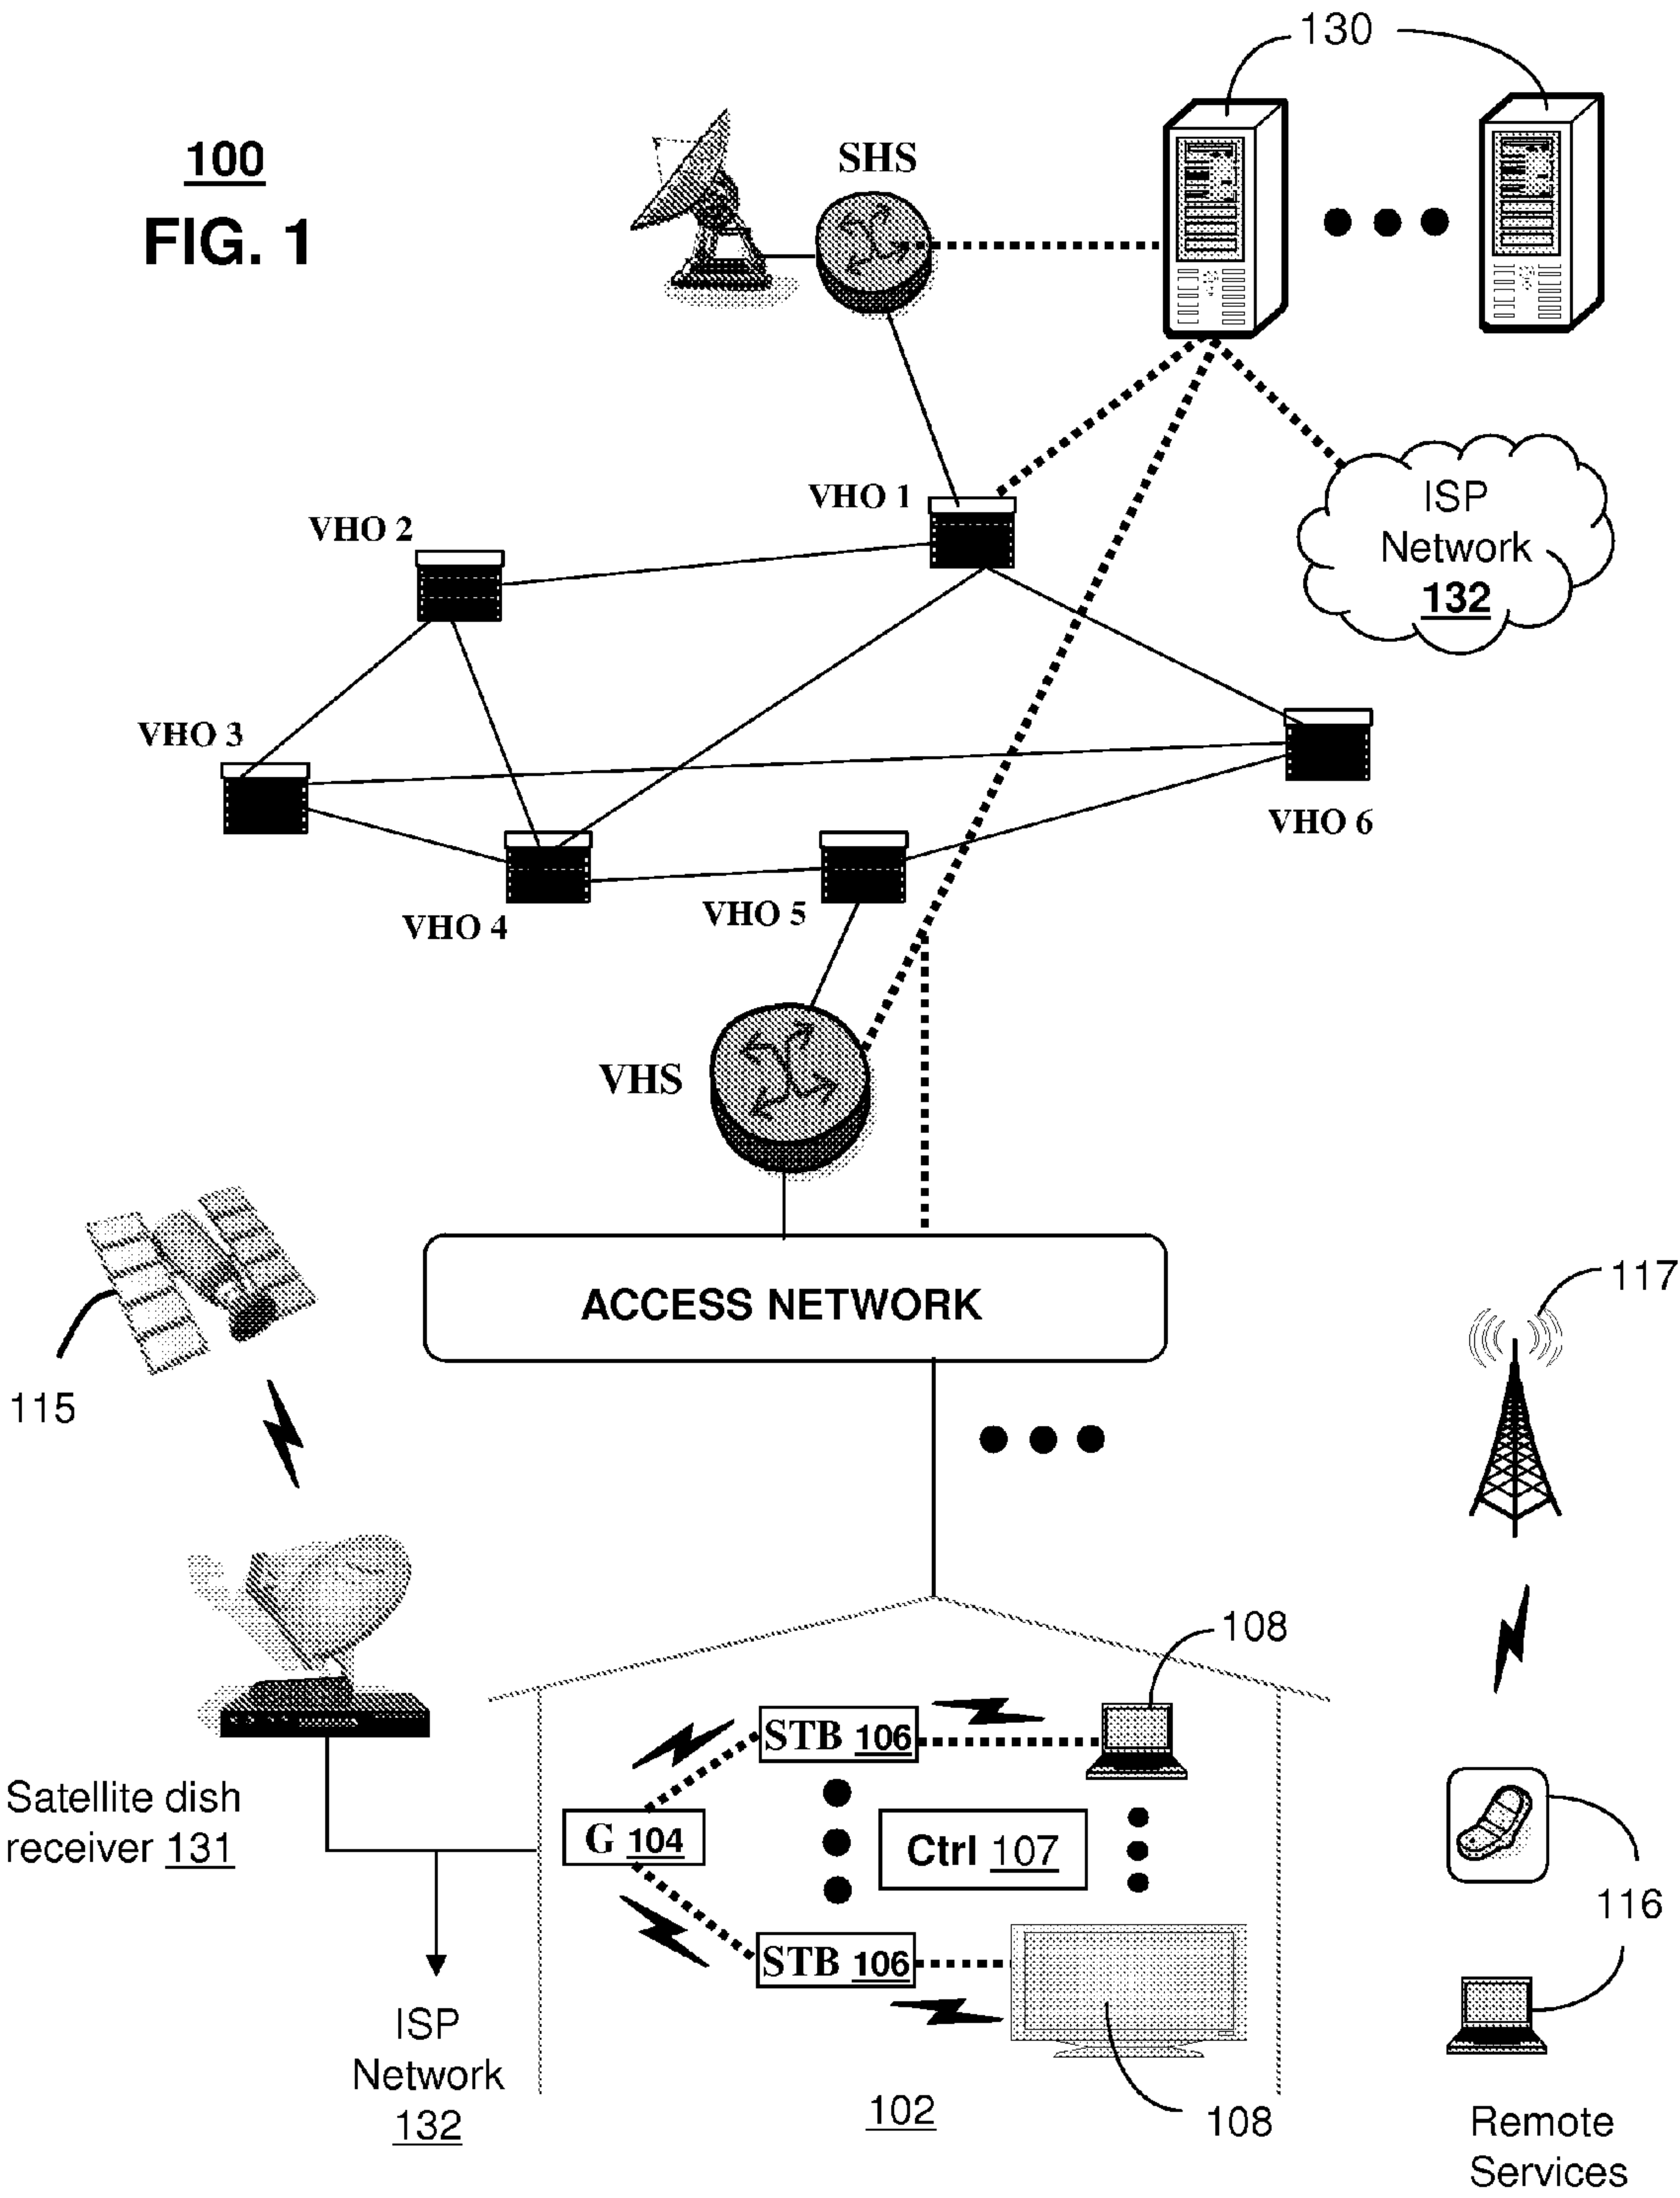 130
100
FIG. 1
SHS
ISP
Network
132
VHO 1
VHO 2
VHO 3
VHO 6
VHO 4
VHO 5
VHS
ACCESS NETWORK
117
115
108
STB 106
Satellite dish
receiver 131
G 104
Ctrl 107
116
STB 106
ISP
Network
132
102
108
Remote
Services